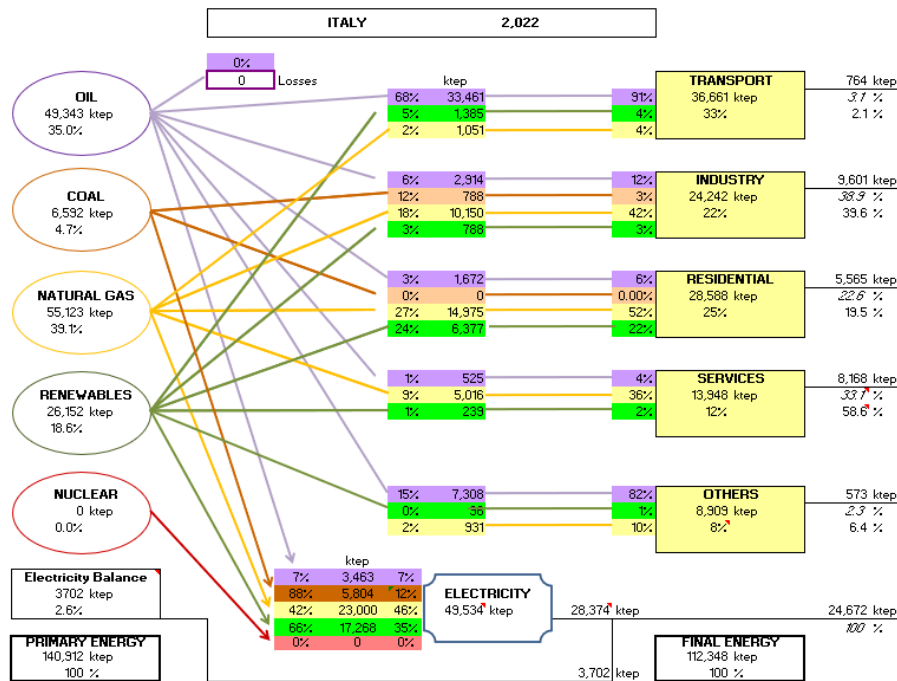 ITALY 2,022
0%
0 Losses
OIL
49,343 ktep
35.0%
COAL
6,592 ktep
4.7%
NATURAL GAS
55,123 ktep
39.1%
RENEWABLES
26,152 ktep
18.6%
NUCLEAR
0 ktep
0.0%
ktep
68% 33,461 91%
5% 1,385 4%
2% 1,051 4%
TRANSPORT
36,661 ktep
33%
764 ktep
3.1 %
2.1 %
6% 2,914 12%
12% 788 3%
18% 10,150 42%
3% 788 3%
INDUSTRY
24,242 ktep
22%
9,601 ktep
38.9 %
39.6 %
3% 1,672 6%
0% 0 0.00%
27% 14,975 52%
24% 6,377 22%
RESIDENTIAL
28,588 ktep
25%
5,565 ktep
22.6 %
19.5 %
1% 525 4%
9% 5,016 36%
1% 239 2%
SERVICES
13,948 ktep
12%
8,168 ktep
33.1 %
58.6 %
15% 7,308 82%
0% 96 1%
2% 931 10%
OTHERS
8,909 ktep
8%
573 ktep
2.3 %
6.4 %
ktep
7% 3,463 7%
88% 5,804 12%
42% 23,000 46%
66% 17,268 35%
0% 0 0%
ELECTRICITY
49,534 ktep
28,374 ktep
24,672 ktep
100 %
Electricity Balance
3702 ktep
2.6%
PRIMARY ENERGY
140,912 ktep
100 %
3,702 ktep
FINAL ENERGY
112,348 ktep
100 %